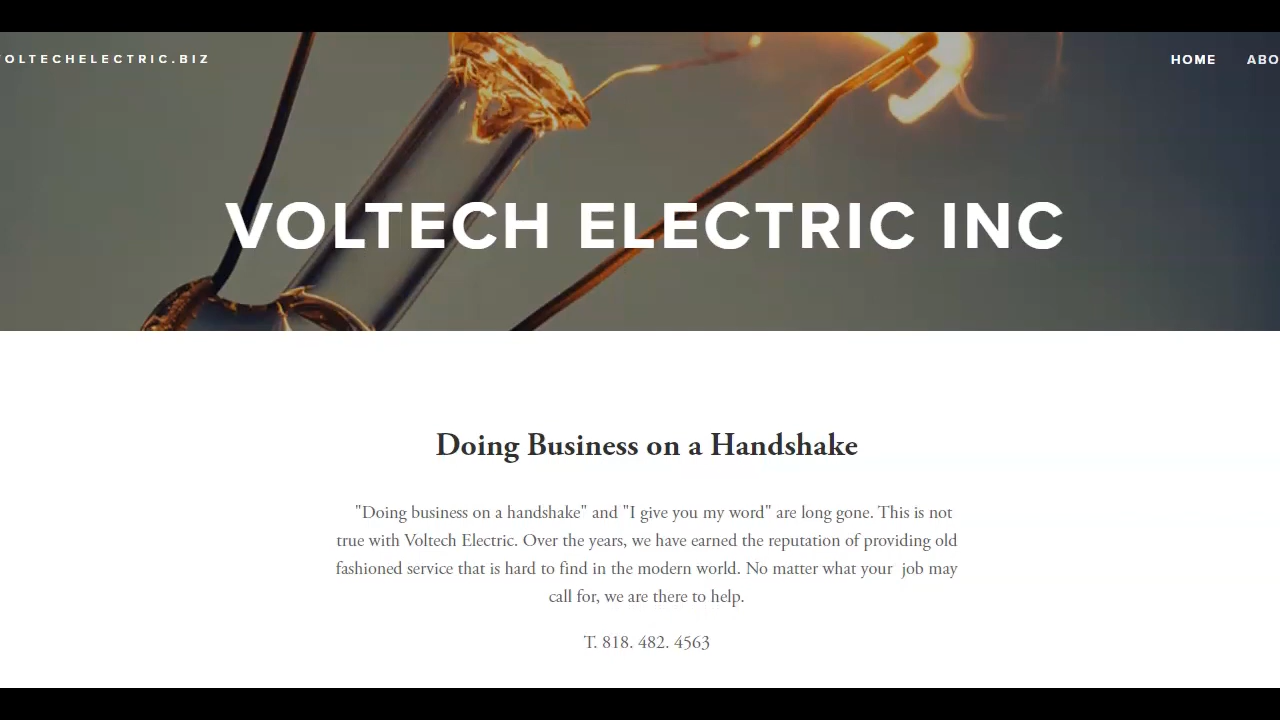 OLTECHELECTRIC.BIZ
HOME ABO
VOLTECH ELECTRIC INC
Doing Business on a Handshake
"Doing business on a handshake" and "I give you my word" are long gone. This is not
true with Voltech Electric. Over the years, we have earned the reputation of providing old
fashioned service that is hard to find in the modern world. No matter what your  job may
call for, we are there to help.
T. 818. 482. 4563